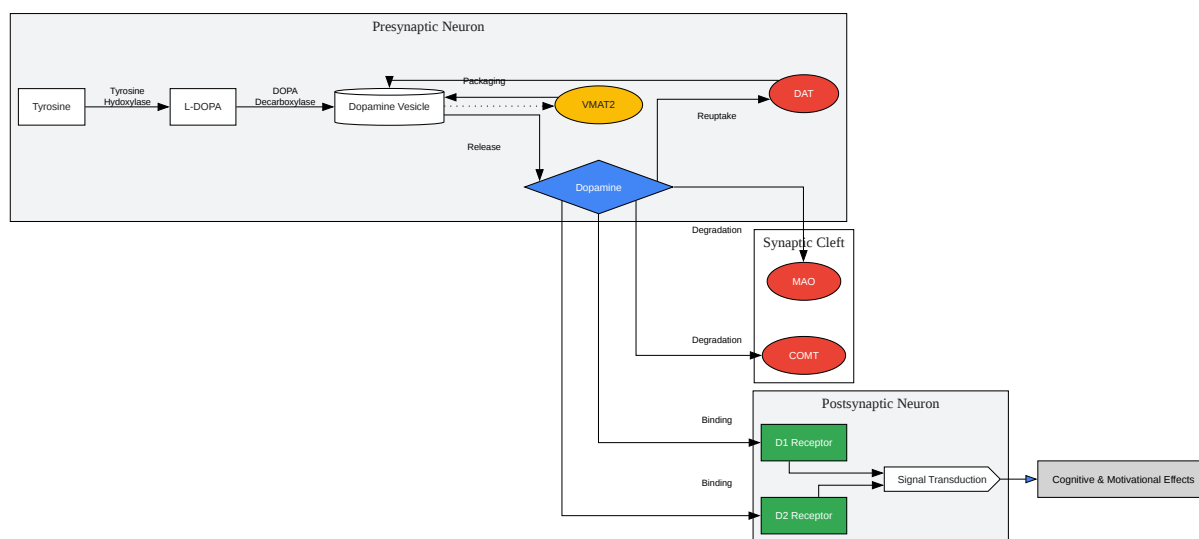 Presynaptic Neuron
Packaging
Tyrosine
Hydoxylase
DOPA
Decarboxylase
Tyrosine
L-DOPA
Dopamine Vesicle
VMAT2
DAT
Reuptake
Release
Dopamine
Degradation
Synaptic Cleft
MAO
Degradation
COMT
Postsynaptic Neuron
Binding
D1 Receptor
Signal Transduction
Cognitive & Motivational Effects
Binding
D2 Receptor